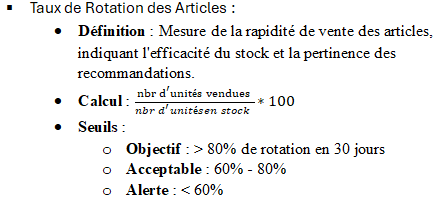 ▪ Taux de Rotation des Articles :
• Définition : Mesure de la rapidité de vente des articles,
indiquant l'efficacité du stock et la pertinence des
recommandations.
• Calcul : nbr d'unités vendues / nbr d'unitésen stock * 100
• Seuils :
o Objectif : > 80% de rotation en 30 jours
o Acceptable : 60% - 80%
o Alerte : < 60%